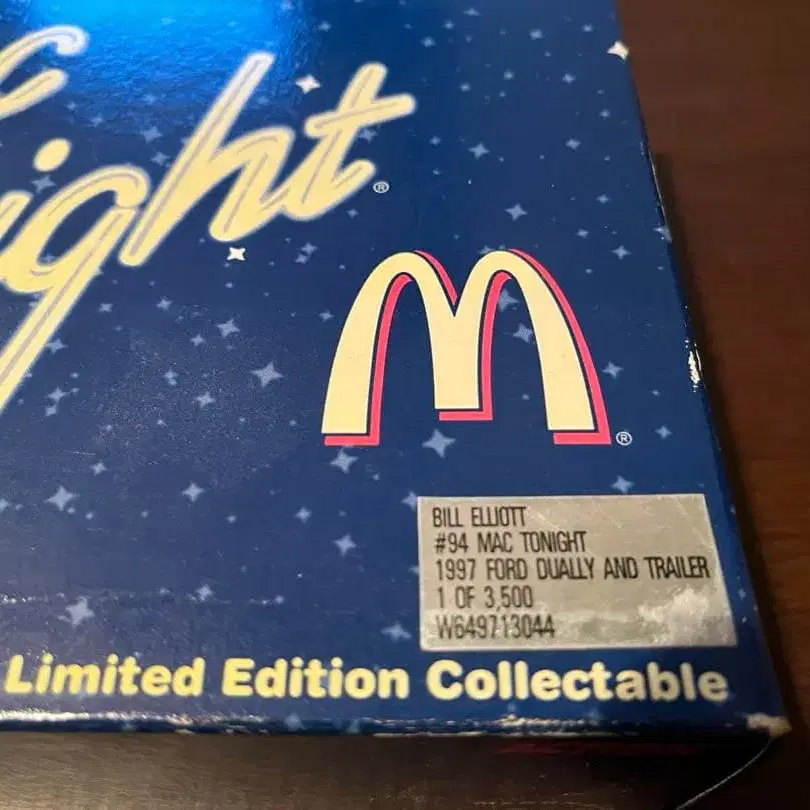 ight®
M®
BILL ELLIOTT
#94 MAC TONIGHT
1997 FORD DUALLY AND TRAILER
1 OF 3,500
W649713044
Limited Edition Collectable